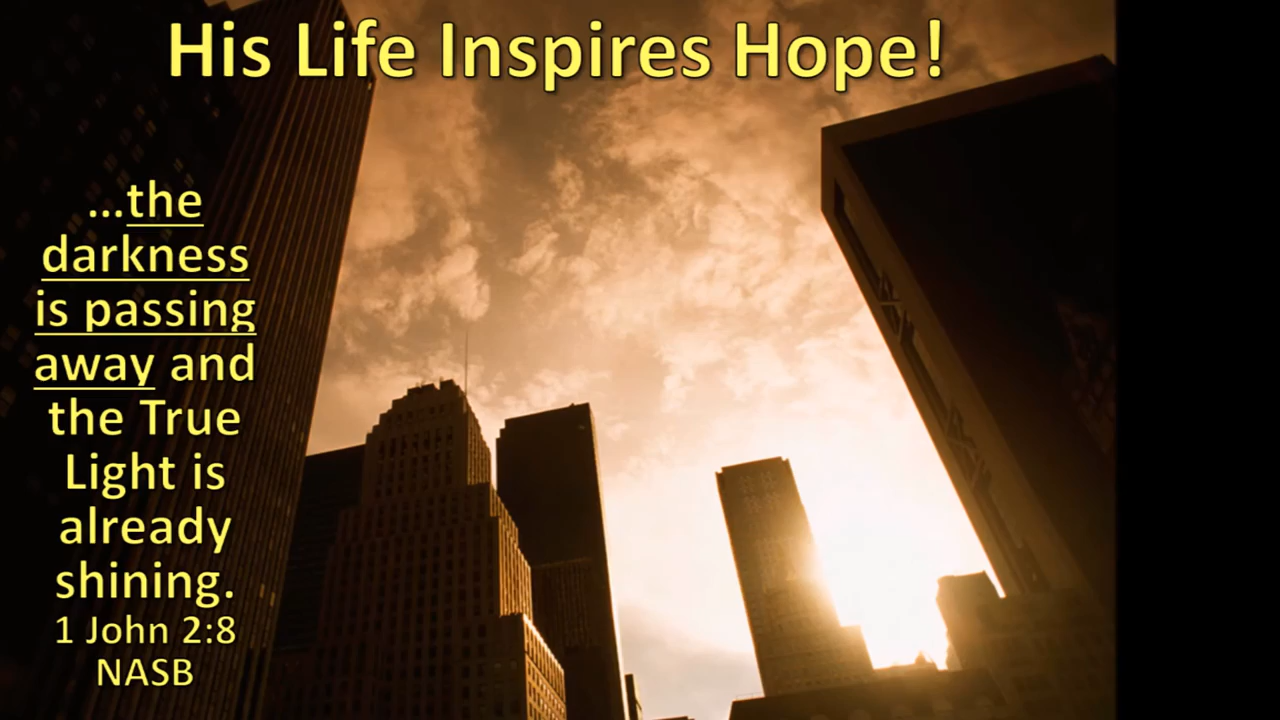 His Life Inspires Hope!
...the
darkness
is passing
away and
the True
Light is
already
shining.
1 John 2:8
NASB